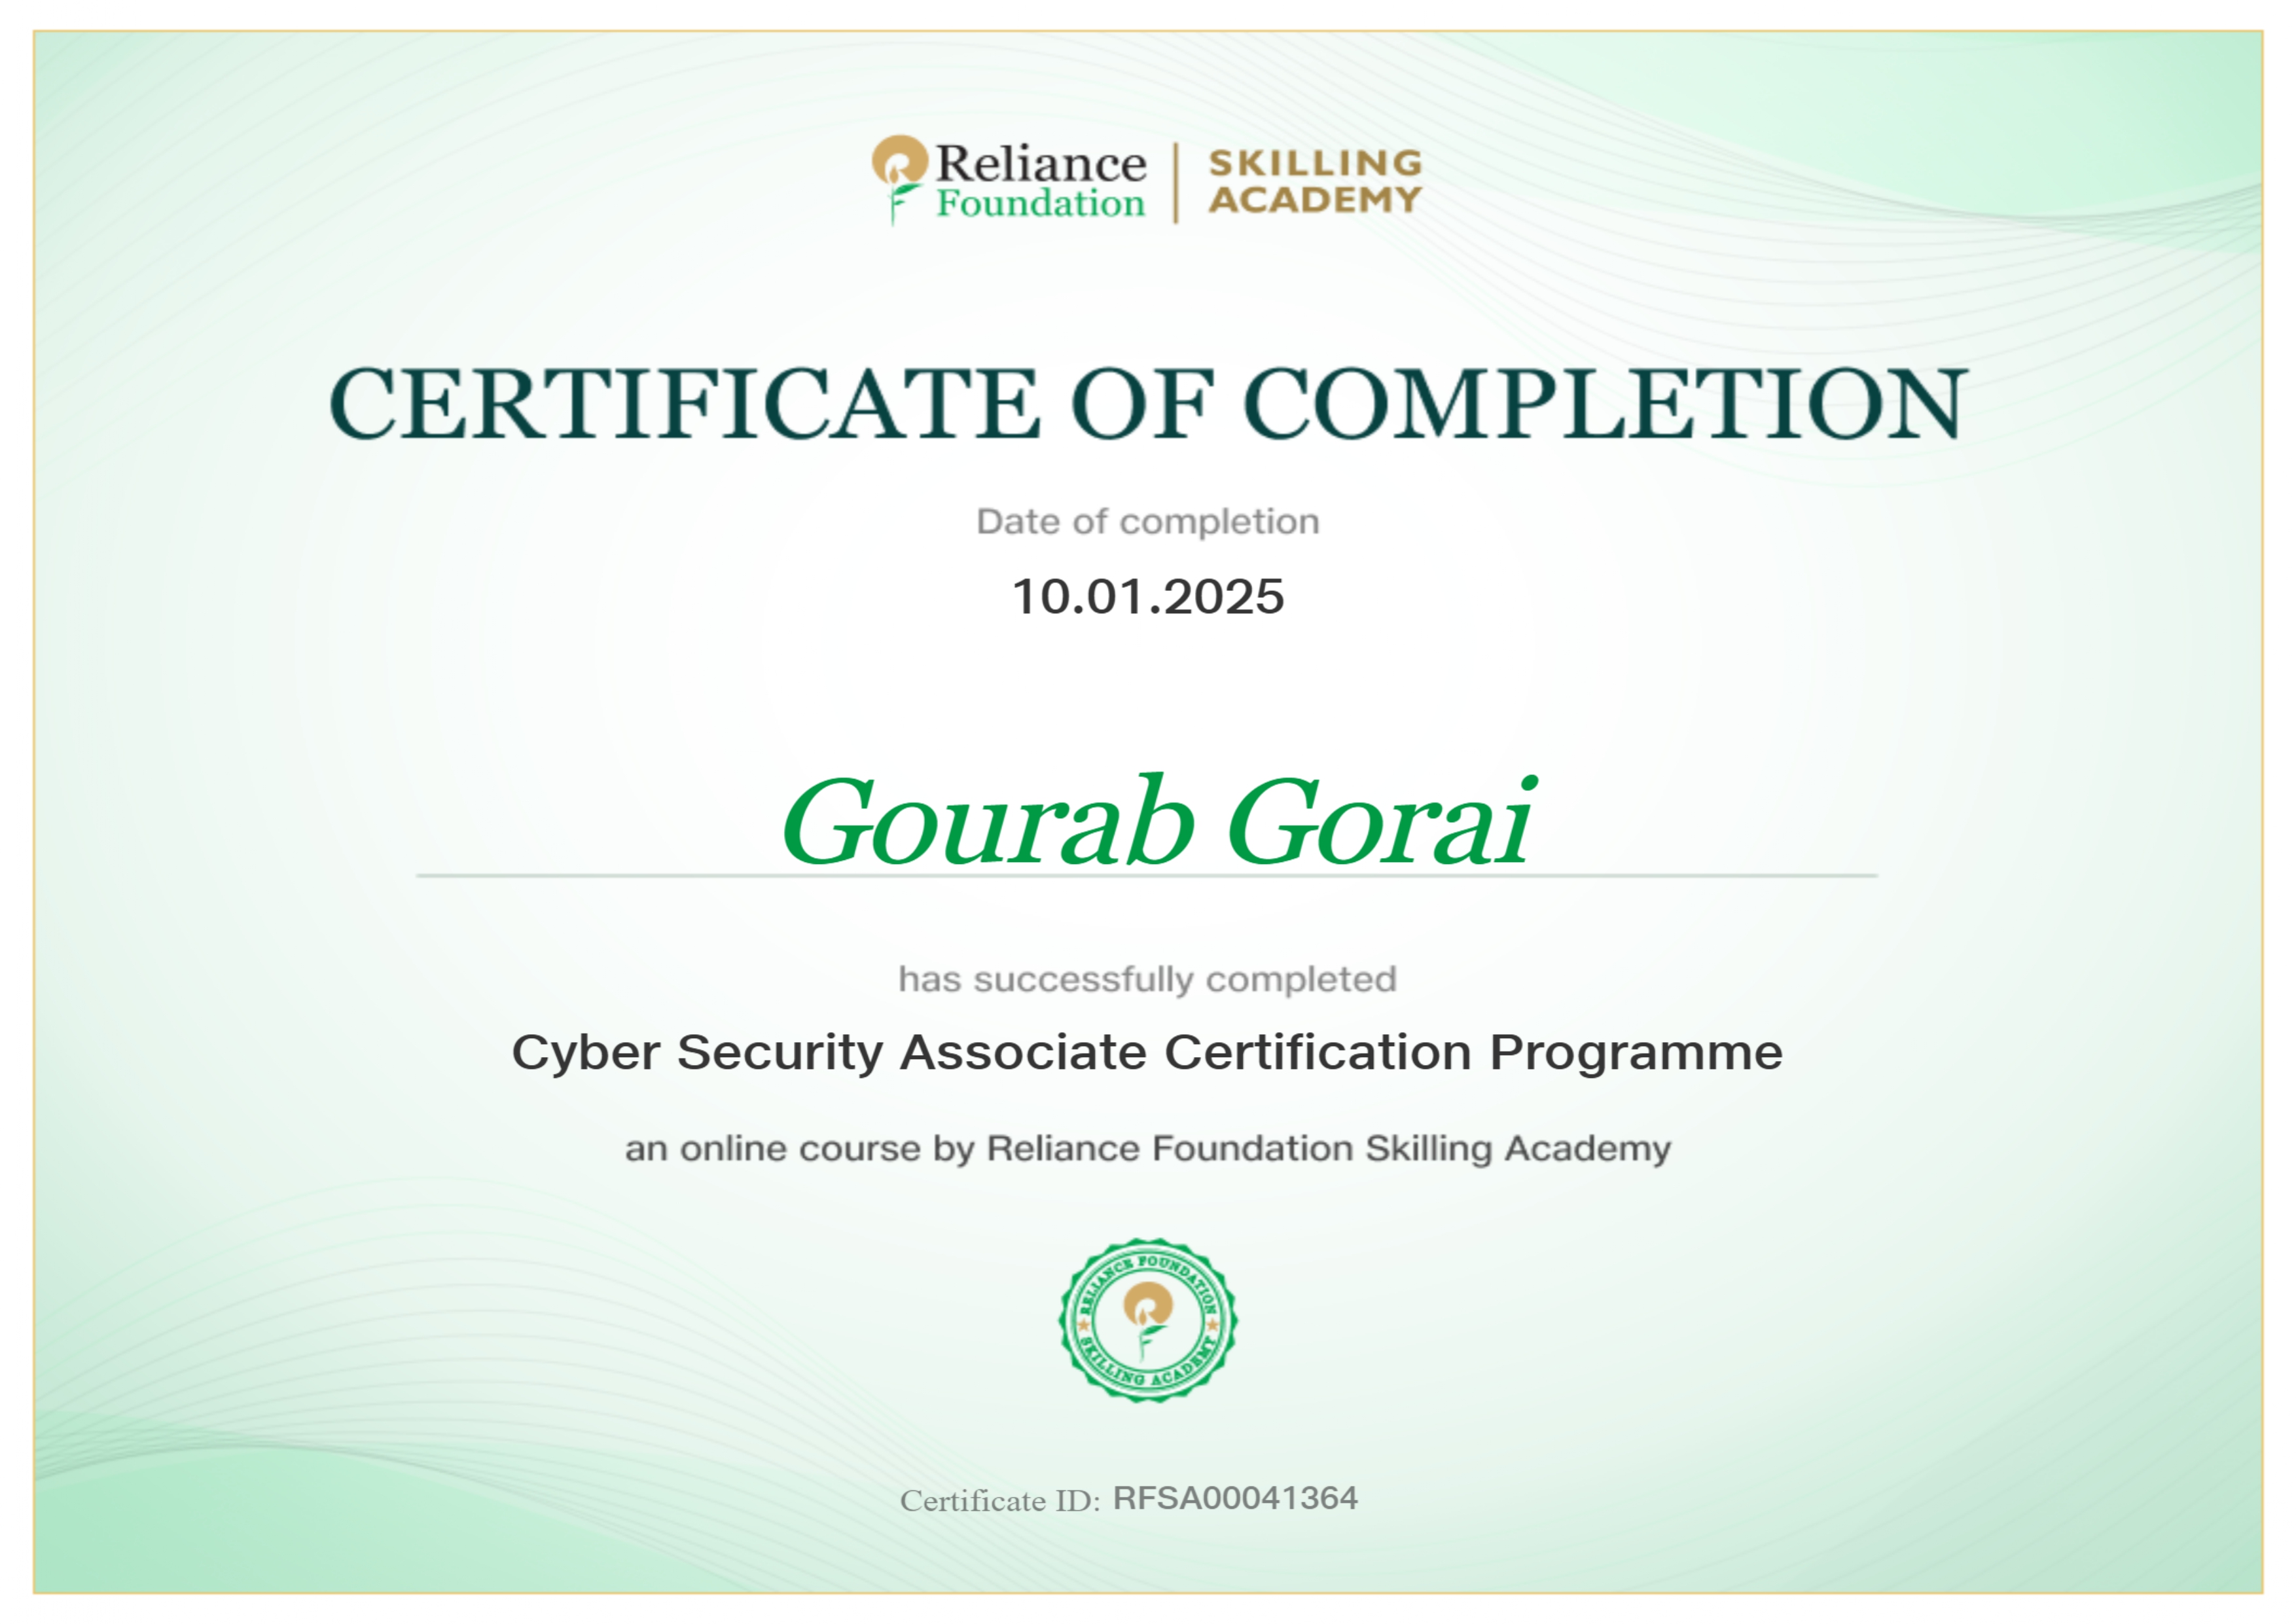 Reliance
Foundation
SKILLING
ACADEMY
CERTIFICATE OF COMPLETION
Date of completion
10.01.2025
Gourab Gorai
has successfully completed
Cyber Security Associate Certification Programme
an online course by Reliance Foundation Skilling Academy
RELIANCE FOUNDATION
SKILLING ACADEMY
Certificate ID: RFSA00041364